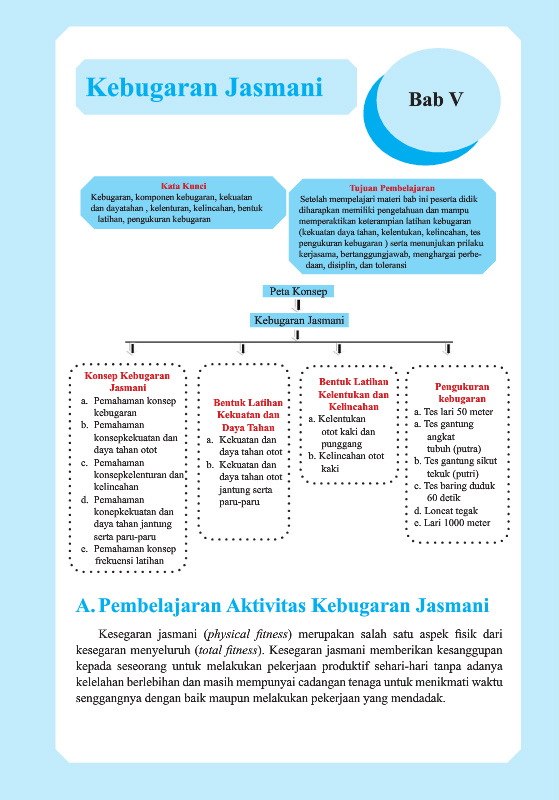 Kebugaran Jasmani
Bab V
Kata Kunci
Kebugaran, komponen kebugaran, kekuatan
dan dayatahan , kelenturan, kelincahan, bentuk
latihan, pengukuran kebugaran
Tujuan Pembelajaran
Setelah mempelajari materi bab ini peserta didik
diharapkan memiliki pengetahuan dan mampu
memperaktikan keterampian latihan kebugaran
(kekuatan daya tahan, kelentukan, kelincahan, tes
pengukuran kebugaran ) serta menunjukan prilaku
kerjasama, bertanggungjawab, menghargai perbe-
daan, disiplin, dan toleransi
Peta Konsep
Kebugaran Jasmani
Konsep Kebugaran
Jasmani
a. Pemahaman konsep
kebugaran
b. Pemahaman
konsepkekuatan dan
daya tahan otot
c. Pemahaman
konsepkelenturan dan
kelincahan
d. Pemahaman
konepkekuatan dan
daya tahan jantung
serta paru-paru
e. Pemahaman konsep
frekuensi latihan
Bentuk Latihan
Kekuatan dan
Daya Tahan
a. Kekuatan dan
daya tahan otot
b. Kekuatan dan
daya tahan otot
jantung serta
paru-paru
Bentuk Latihan
Kelentukan dan
Kelincahan
a. Kelentukan
otot kaki dan
punggang
b. Kelincahan otot
kaki
Pengukuran
kebugaran
a. Tes lari 50 meter
a. Tes gantung
angkat
tubuh (putra)
b. Tes gantung sikut
tekuk (putri)
c. Tes baring duduk
60 detik
d. Loncat tegak
e. Lari 1000 meter
A. Pembelajaran Aktivitas Kebugaran Jasmani
Kesegaran jasmani (physical fitness) merupakan salah satu aspek fisik dari
kesegaran menyeluruh (total fitness). Kesegaran jasmani memberikan kesanggupan
kepada seseorang untuk melakukan pekerjaan produktif sehari-hari tanpa adanya
kelelahan berlebihan dan masih mempunyai cadangan tenaga untuk menikmati waktu
senggangnya dengan baik maupun melakukan pekerjaan yang mendadak.